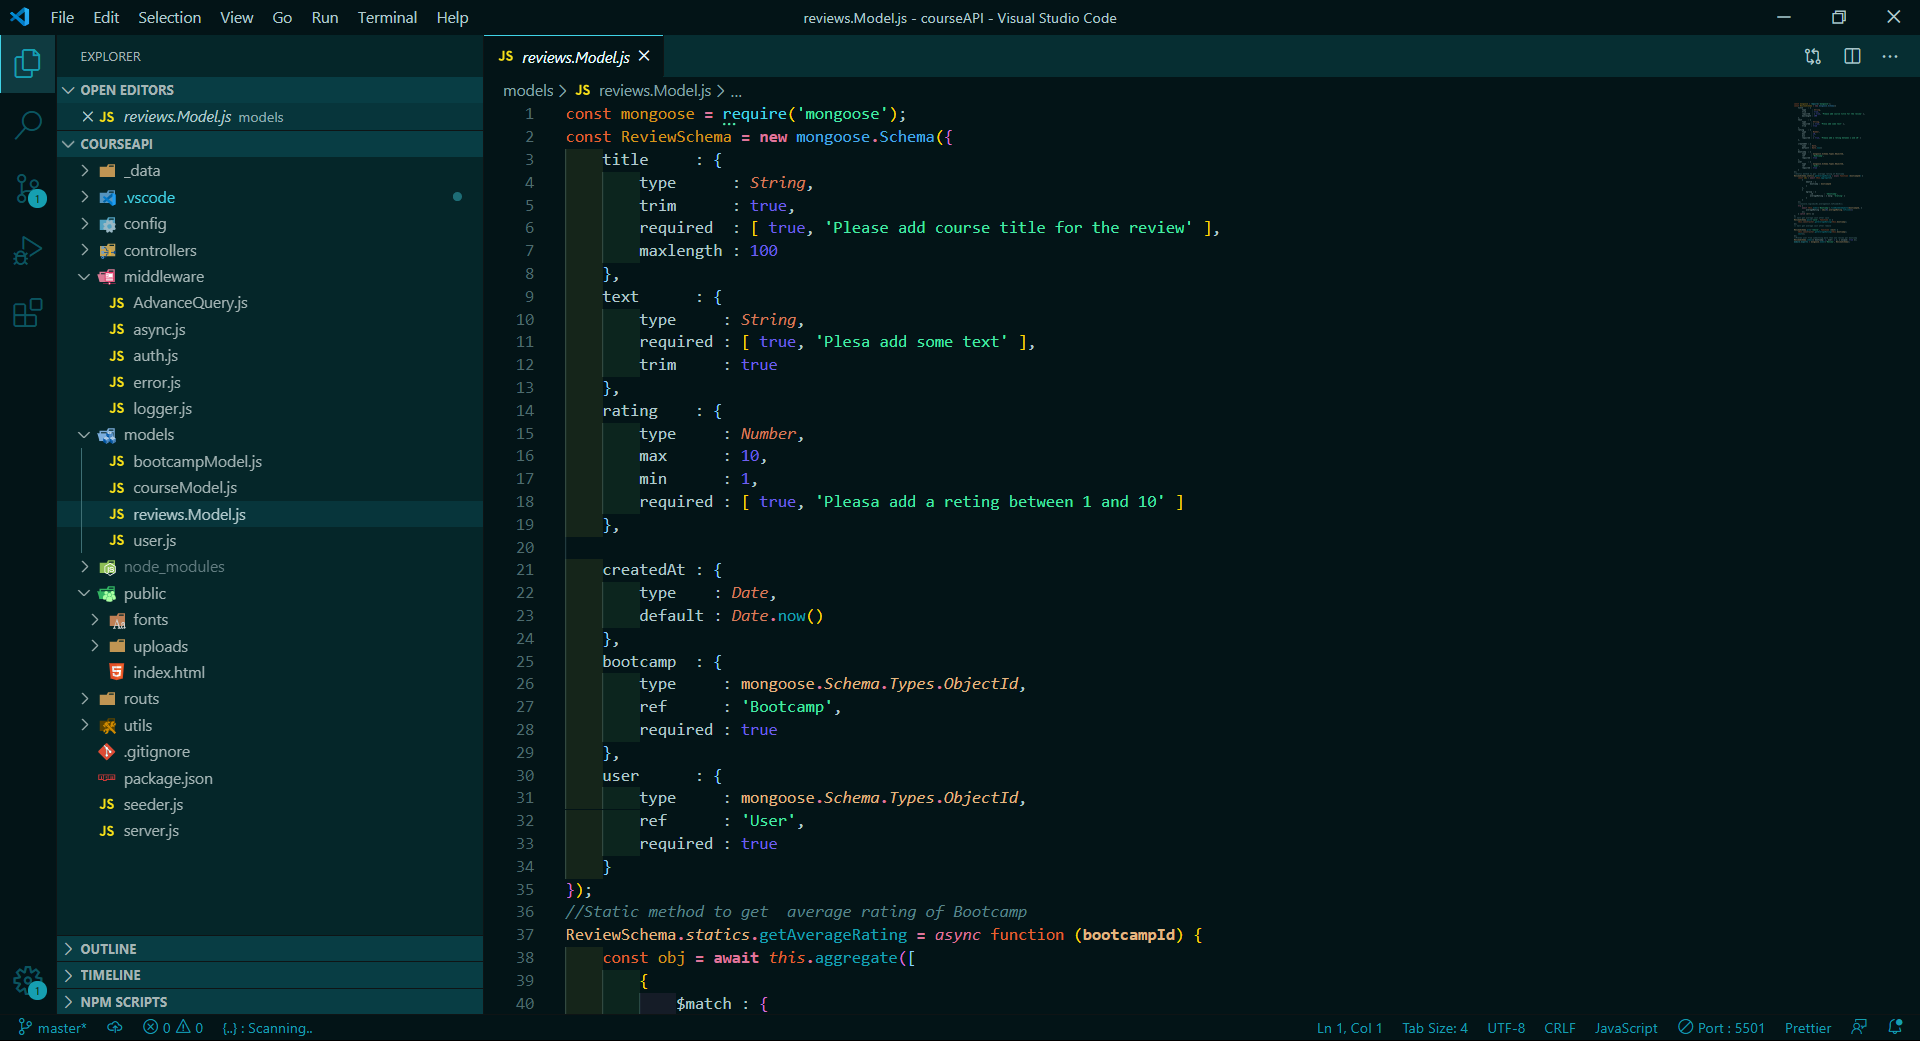 File Edit Selection View Go Run Terminal Help
reviews.Model.js - courseAPI - Visual Studio Code
EXPLORER
OPEN EDITORS
JS reviews.Model.js models
COURSEAPI
_data
.vscode
config
controllers
middleware
JS AdvanceQuery.js
JS async.js
JS auth.js
JS error.js
JS logger.js
models
JS bootcampModel.js
JS courseModel.js
JS reviews.Model.js
JS user.js
node_modules
public
fonts
uploads
index.html
routs
utils
.gitignore
package.json
JS seeder.js
JS server.js
OUTLINE
TIMELINE
NPM SCRIPTS
1
1
JS reviews.Model.js
models > JS reviews.Model.js > ...
1 const mongoose = require('mongoose');
2 const ReviewSchema = new mongoose.Schema({
3 title : {
4 type : String,
5 trim : true,
6 required : [ true, 'Please add course title for the review' ],
7 maxlength : 100
8 },
9 text : {
10 type : String,
11 required : [ true, 'Plesa add some text' ],
12 trim : true
13 },
14 rating : {
15 type : Number,
16 max : 10,
17 min : 1,
18 required : [ true, 'Pleasa add a reting between 1 and 10' ]
19 },
20
21 createdAt : {
22 type : Date,
23 default : Date.now()
24 },
25 bootcamp : {
26 type : mongoose.Schema.Types.ObjectId,
27 ref : 'Bootcamp',
28 required : true
29 },
30 user : {
31 type : mongoose.Schema.Types.ObjectId,
32 ref : 'User',
33 required : true
34 }
35 });
36 //Static method to get  average rating of Bootcamp
37 ReviewSchema.statics.getAverageRating = async function (bootcampId) {
38 const obj = await this.aggregate([
39 {
40 $match : {
master* 0 0 {..} : Scanning.. Ln 1, Col 1 Tab Size: 4 UTF-8 CRLF JavaScript Port : 5501 Prettier